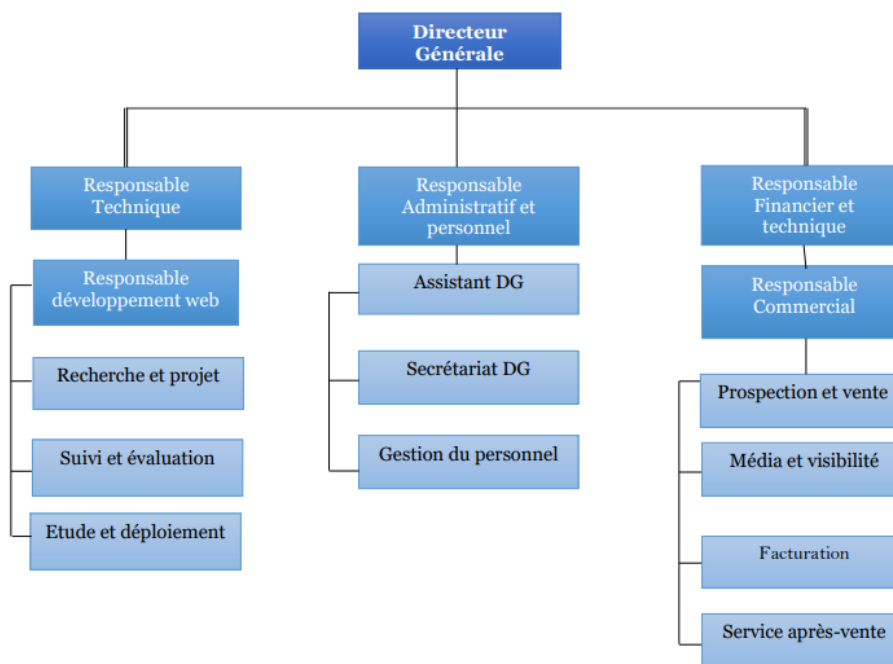 Directeur
Générale
Responsable
Technique
Responsable
Administratif et
personnel
Responsable
Financier et
technique
Responsable
développement web
Assistant DG
Responsable
Commercial
Recherche et projet
Secrétariat DG
Prospection et vente
Suivi et évaluation
Gestion du personnel
Média et visibilité
Etude et déploiement
Facturation
Service après-vente